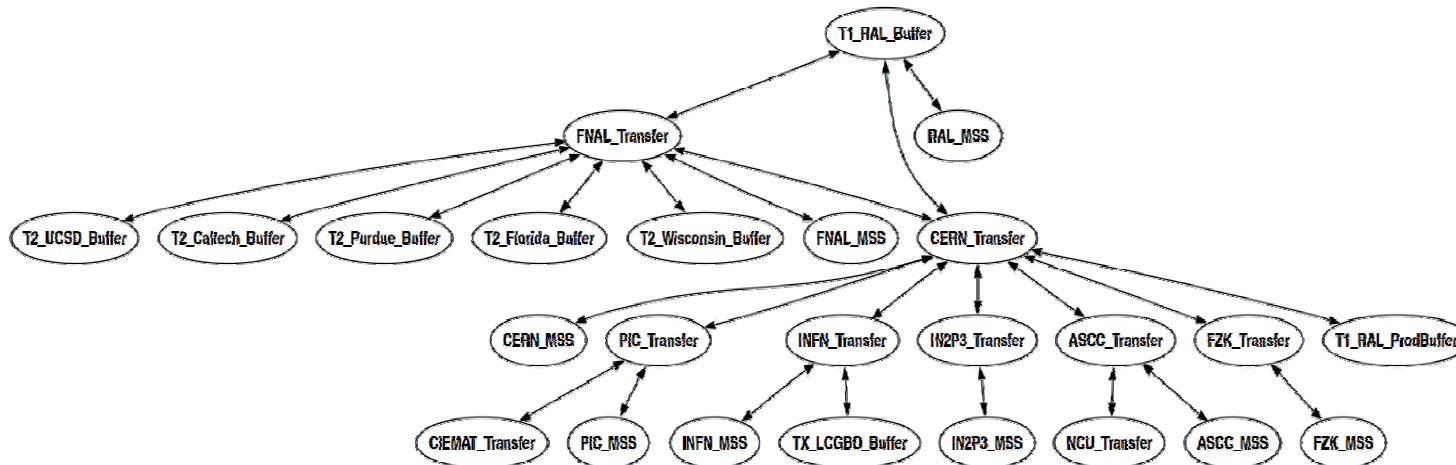 T1_RAL_Buffer
FNAL_Transfer
RAL_MSS
T2_UCSD_Buffer
T2_Caltech_Buffer
T2_Purdue_Buffer
T2_Florida_Buffer
T2_Wisconsin_Buffer
FNAL_MSS
CERN_Transfer
CERN_MSS
PIC_Transfer
INFN_Transfer
IN2P3_Transfer
ASCC_Transfer
FZK_Transfer
T1_RAL_ProdBuffer
CIEMAT_Transfer
PIC_MSS
INFN_MSS
TX_LCGBO_Buffer
IN2P3_MSS
NCU_Transfer
ASCC_MSS
FZK_MSS